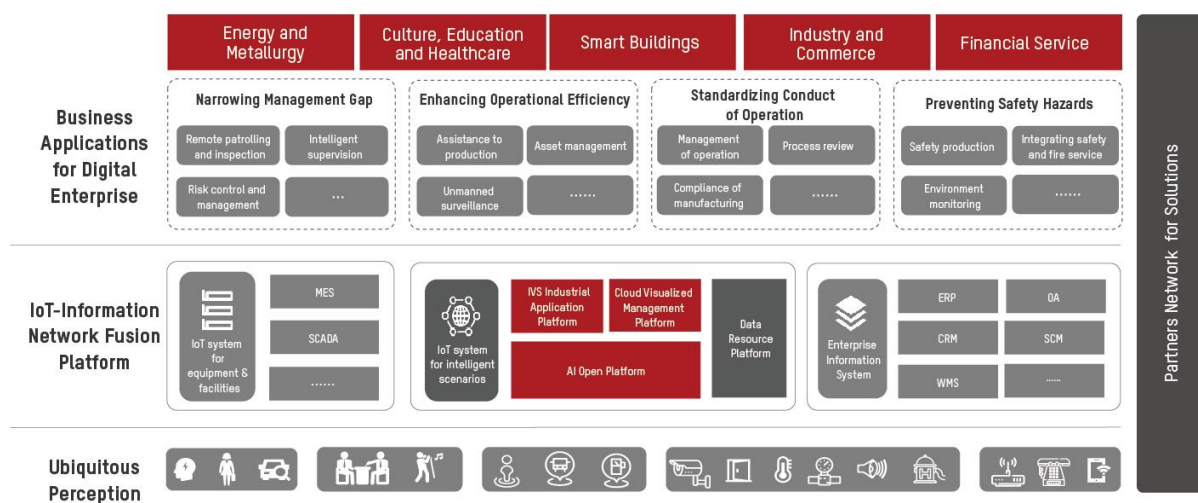 Energy and
Metallurgy
Culture, Education
and Healthcare
Smart Buildings
Industry and
Commerce
Financial Service
Business
Applications
for Digital
Enterprise
Narrowing Management Gap
Remote patrolling
and inspection
Intelligent
supervision
Risk control and
management
...
Enhancing Operational Efficiency
Assistance to
production
Asset management
Unmanned
surveillance
......
Standardizing Conduct
of Operation
Management
of operation
Process review
Compliance of
manufacturing
......
Preventing Safety Hazards
Safety production
Integrating safety
and fire service
Environment
monitoring
......
IoT-Information
Network Fusion
Platform
IoT system
for
equipment &
facilities
MES
SCADA
......
IoT system
for intelligent
scenarios
IVS Industrial
Application
Platform
Cloud Visualized
Management
Platform
AI Open Platform
Data
Resource
Platform
Enterprise
Information
System
ERP
OA
CRM
SCM
WMS
......
Ubiquitous
Perception
Partners Network for Solutions